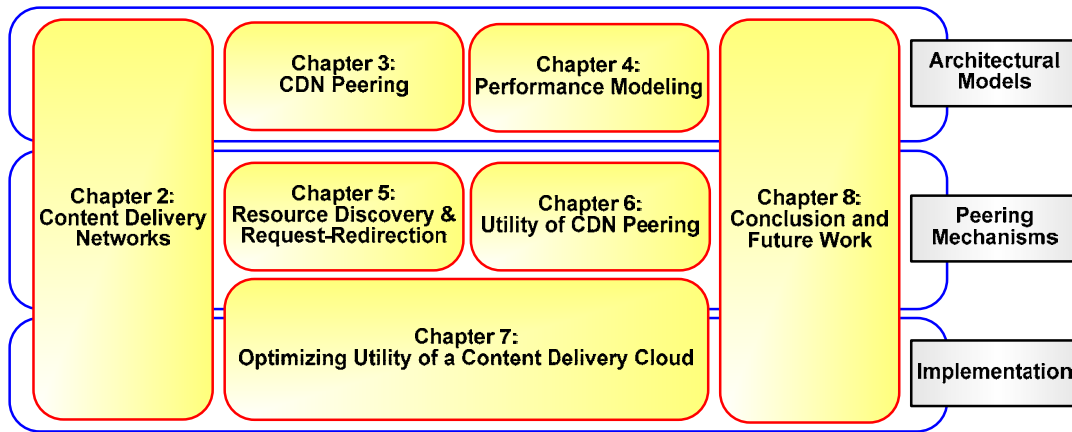 Chapter 3:
CDN Peering
Chapter 4:
Performance Modeling
Architectural
Models
Chapter 2:
Content Delivery
Networks
Chapter 5:
Resource Discovery &
Request-Redirection
Chapter 6:
Utility of CDN Peering
Chapter 8:
Conclusion and
Future Work
Peering
Mechanisms
Chapter 7:
Optimizing Utility of a Content Delivery Cloud
Implementation